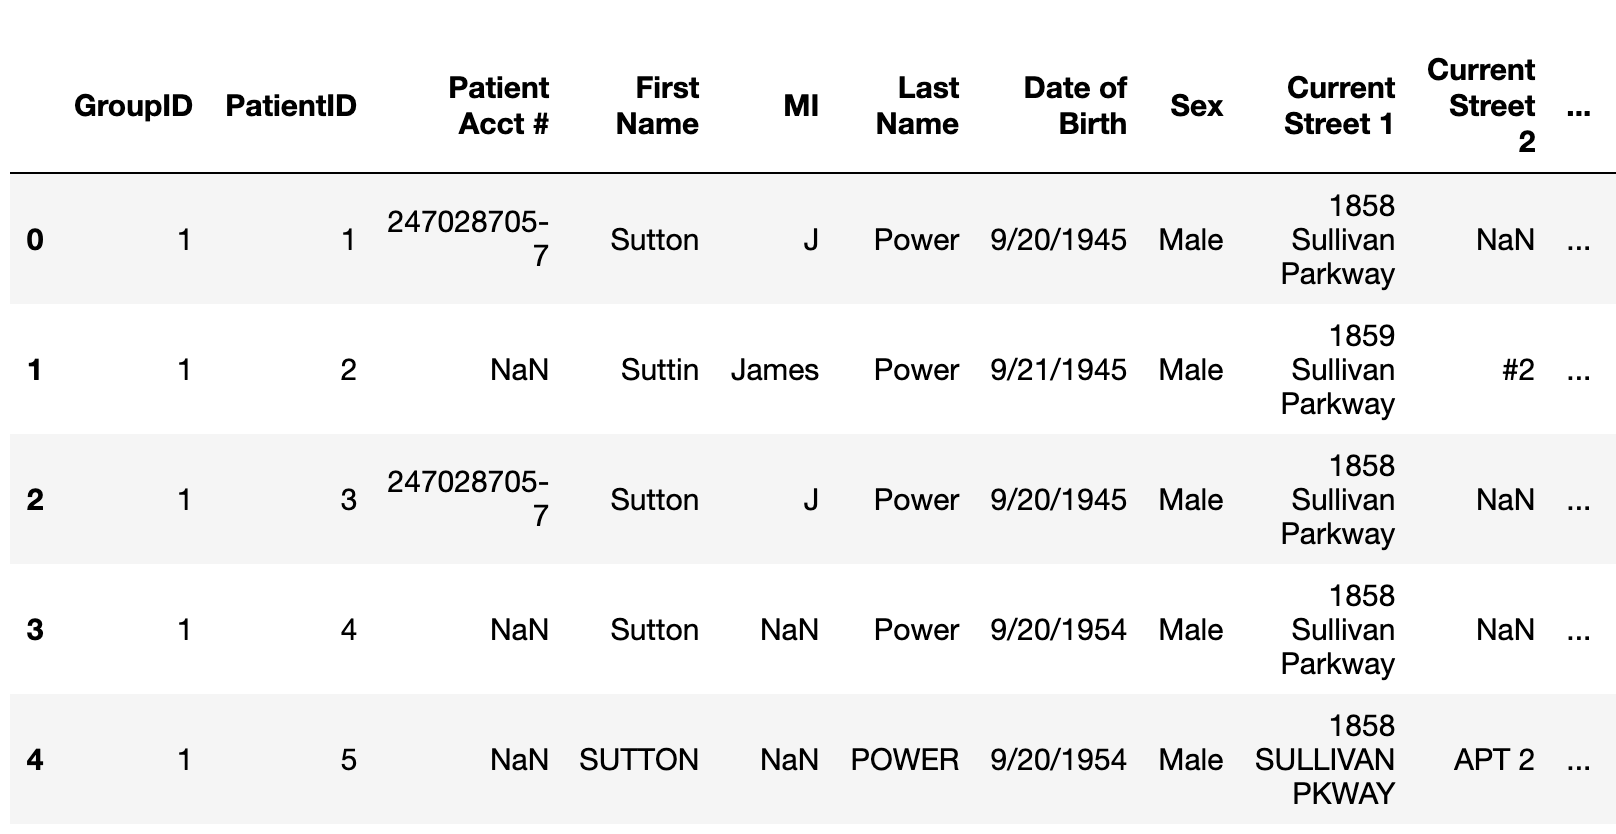 GroupID PatientID Patient Acct # First Name MI Last Name Date of Birth Sex Current Street 1 Current Street 2 ...
0 1 1 247028705-7 Sutton J Power 9/20/1945 Male 1858 Sullivan Parkway NaN ...
1 1 2 NaN Suttin James Power 9/21/1945 Male 1859 Sullivan Parkway #2 ...
2 1 3 247028705-7 Sutton J Power 9/20/1945 Male 1858 Sullivan Parkway NaN ...
3 1 4 NaN Sutton NaN Power 9/20/1954 Male 1858 Sullivan Parkway NaN ...
4 1 5 NaN SUTTON NaN POWER 9/20/1954 Male 1858 SULLIVAN PKWAY APT 2 ...